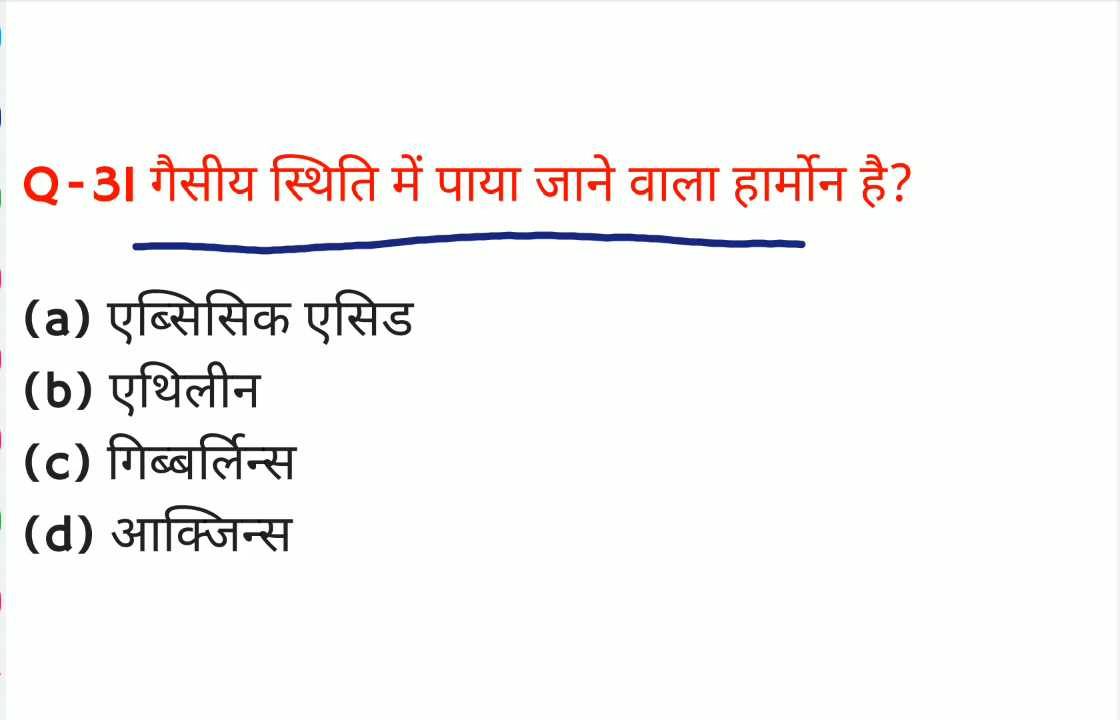 Q-31 गैसीय स्थिति में पाया जाने वाला हार्मोन है?
(a) एब्सिसिक एसिड
(b) एथिलीन
(c) गिब्बर्लिन्स
(d) आक्जिन्स